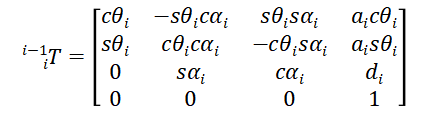 ⁱ⁻¹ᵢT = [cθᵢ −sθᵢcαᵢ sθᵢsαᵢ aᵢcθᵢ
sθᵢ cθᵢcαᵢ −cθᵢsαᵢ aᵢsθᵢ
0 sαᵢ cαᵢ dᵢ
0 0 0 1]